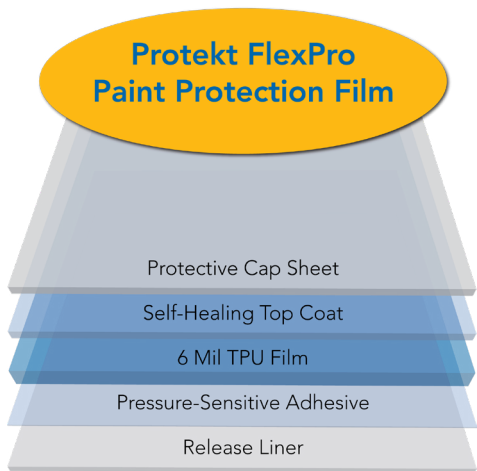 Protekt FlexPro
Paint Protection Film
Protective Cap Sheet
Self-Healing Top Coat
6 Mil TPU Film
Pressure-Sensitive Adhesive
Release Liner